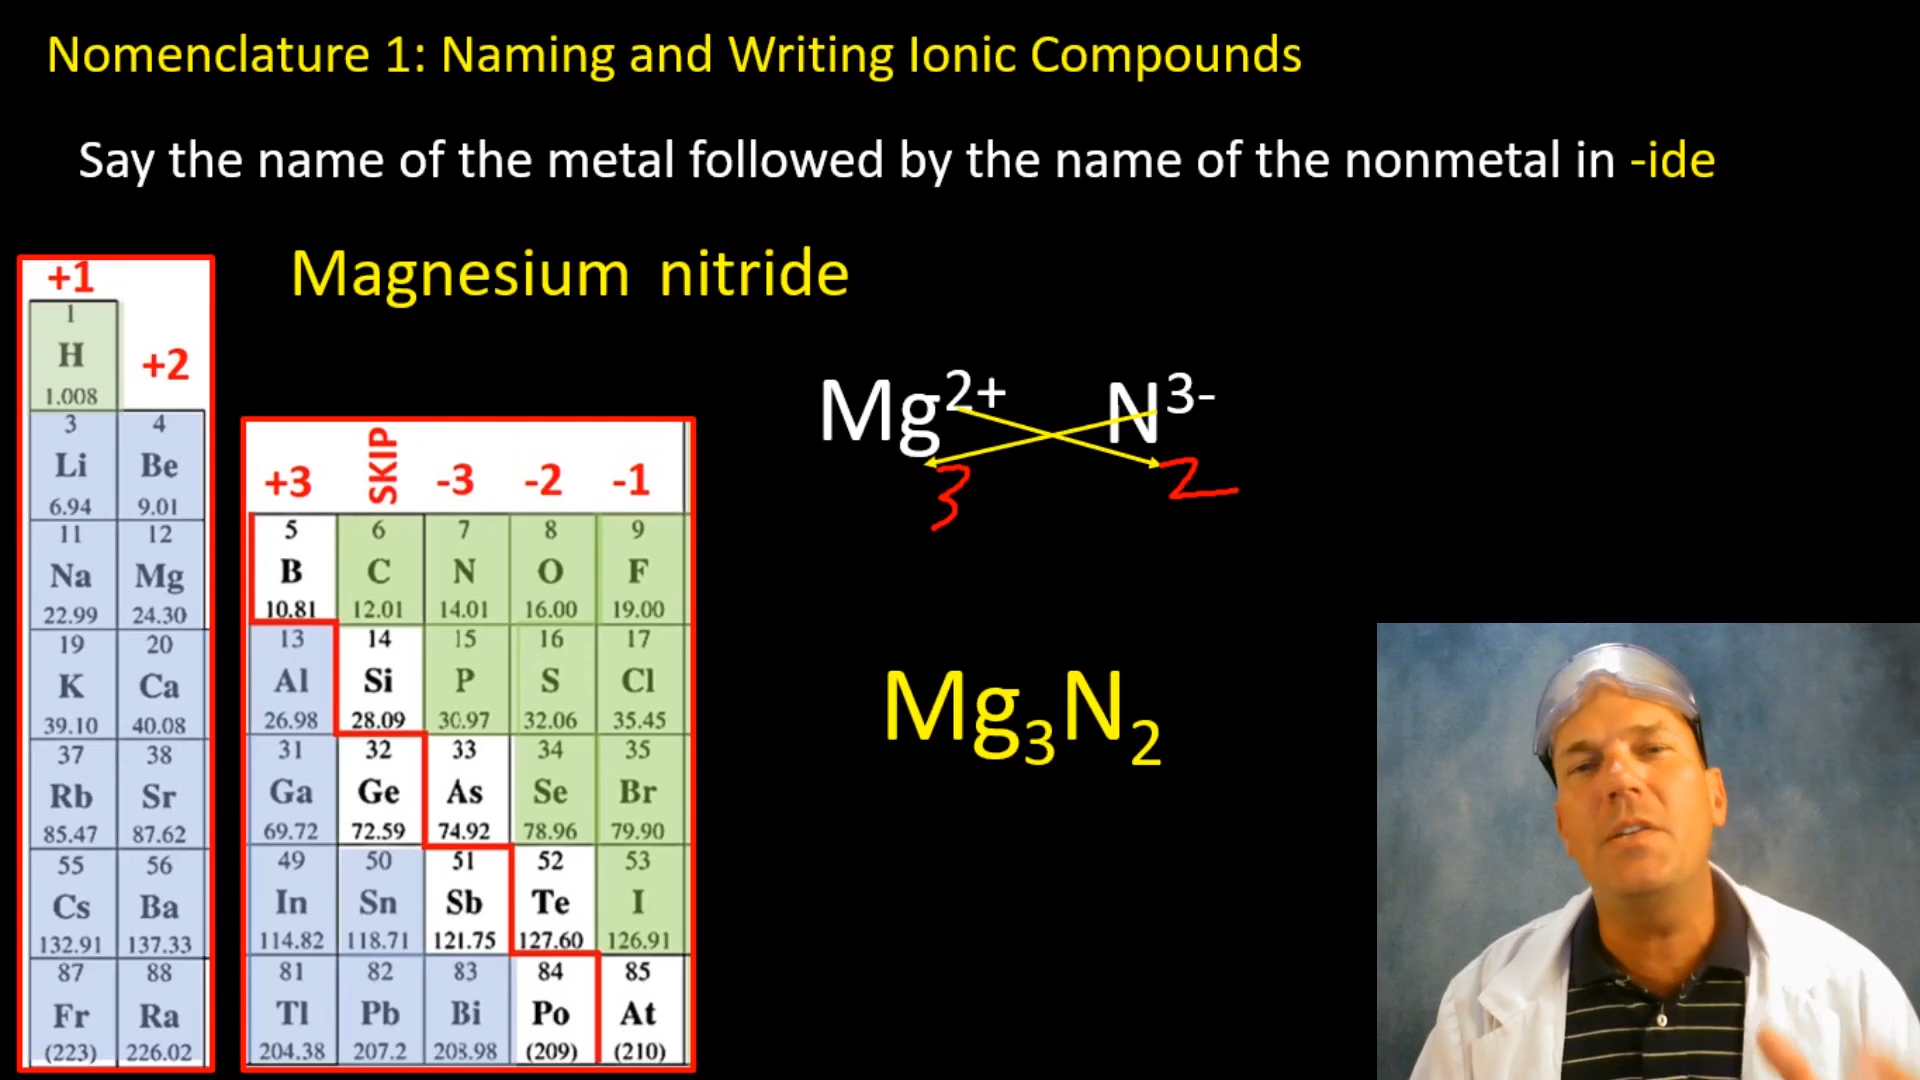 Nomenclature 1: Naming and Writing Ionic Compounds
Say the name of the metal followed by the name of the nonmetal in -ide
Magnesium nitride
+1
1
H
1.008
+2
3 4
Li Be
6.94 9.01
11 12
Na Mg
22.99 24.30
19 20
K Ca
39.10 40.08
37 38
Rb Sr
85.47 87.62
55 56
Cs Ba
132.91 137.33
87 88
Fr Ra
(223) 226.02
+3 SKIP -3 -2 -1
5 6 7 8 9
B C N O F
10.81 12.01 14.01 16.00 19.00
13 14 15 16 17
Al Si P S Cl
26.98 28.09 30.97 32.06 35.45
31 32 33 34 35
Ga Ge As Se Br
69.72 72.59 74.92 78.96 79.90
49 50 51 52 53
In Sn Sb Te I
114.82 118.71 121.75 127.60 126.91
81 82 83 84 85
Tl Pb Bi Po At
204.38 207.2 208.98 (209) (210)
Mg²⁺ N³⁻
3 2
Mg₃N₂